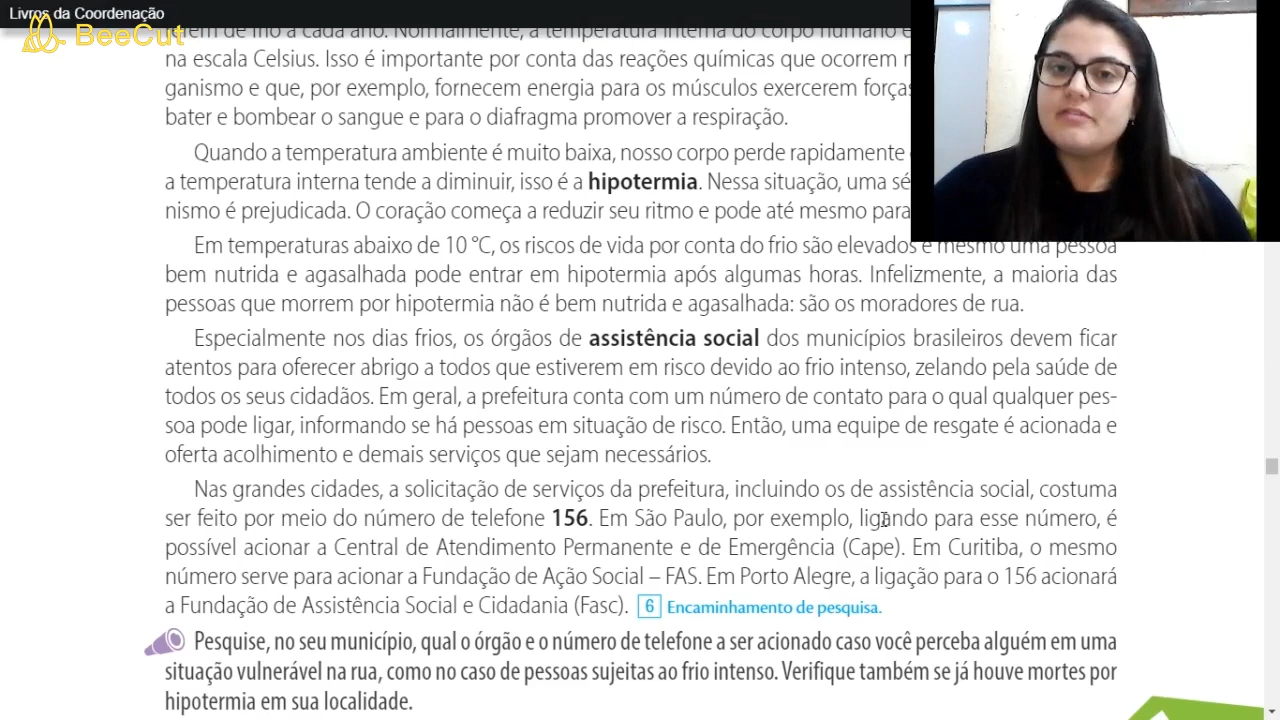 Livros da Coordenação
BeeCut
na escala Celsius. Isso é importante por conta das reações químicas que ocorrem
ganismo e que, por exemplo, fornecem energia para os músculos exercerem forças
bater e bombear o sangue e para o diafragma promover a respiração.
Quando a temperatura ambiente é muito baixa, nosso corpo perde rapidamente
a temperatura interna tende a diminuir, isso é a hipotermia. Nessa situação, uma
nismo é prejudicada. O coração começa a reduzir seu ritmo e pode até mesmo
Em temperaturas abaixo de 10 °C, os riscos de vida por conta do frio são elevados e mesmo uma pessoa
bem nutrida e agasalhada pode entrar em hipotermia após algumas horas. Infelizmente, a maioria das
pessoas que morrem por hipotermia não é bem nutrida e agasalhada: são os moradores de rua.
Especialmente nos dias frios, os órgãos de assistência social dos municípios brasileiros devem ficar
atentos para oferecer abrigo a todos que estiverem em risco devido ao frio intenso, zelando pela saúde de
todos os seus cidadãos. Em geral, a prefeitura conta com um número de contato para o qual qualquer pes-
soa pode ligar, informando se há pessoas em situação de risco. Então, uma equipe de resgate é acionada e
oferta acolhimento e demais serviços que sejam necessários.
Nas grandes cidades, a solicitação de serviços da prefeitura, incluindo os de assistência social, costuma
ser feito por meio do número de telefone 156. Em São Paulo, por exemplo, ligando para esse número, é
possível acionar a Central de Atendimento Permanente e de Emergência (Cape). Em Curitiba, o mesmo
número serve para acionar a Fundação de Ação Social – FAS. Em Porto Alegre, a ligação para o 156 acionará
a Fundação de Assistência Social e Cidadania (Fasc). 6 Encaminhamento de pesquisa.
Pesquise, no seu município, qual o órgão e o número de telefone a ser acionado caso você perceba alguém em uma
situação vulnerável na rua, como no caso de pessoas sujeitas ao frio intenso. Verifique também se já houve mortes por
hipotermia em sua localidade.